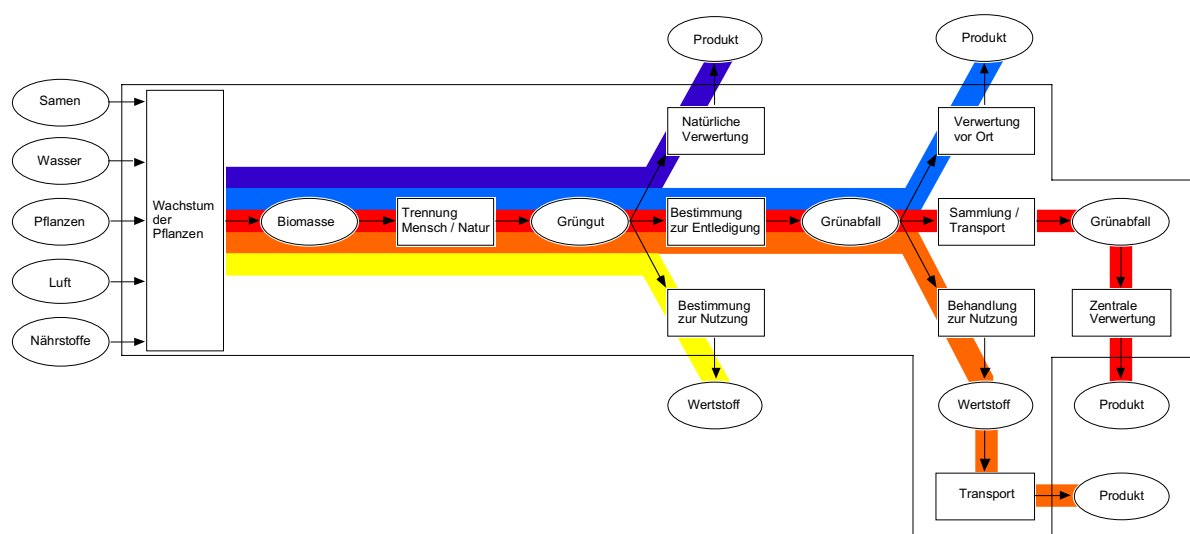 Produkt
Produkt
Samen
Natürliche
Verwertung
Verwertung
vor Ort
Wasser
Wachstum
der
Pflanzen
Pflanzen
Biomasse
Trennung
Mensch / Natur
Grüngut
Bestimmung
zur Entledigung
Grünabfall
Sammlung /
Transport
Grünabfall
Luft
Bestimmung
zur Nutzung
Behandlung
zur Nutzung
Zentrale
Verwertung
Nährstoffe
Wertstoff
Wertstoff
Produkt
Transport
Produkt